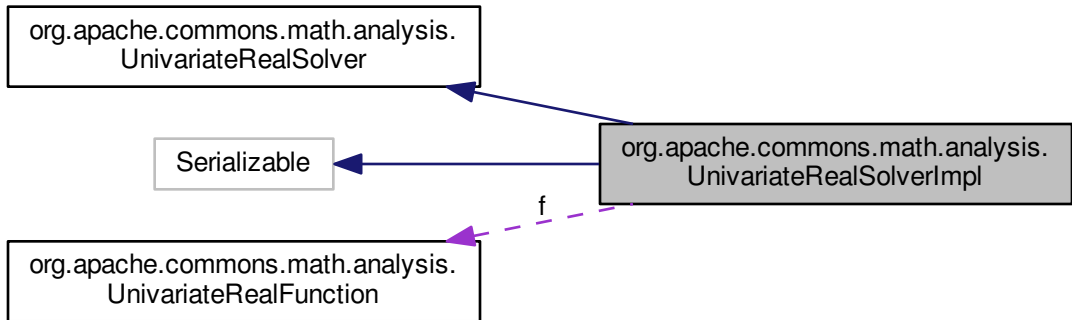 org.apache.commons.math.analysis.
UnivariateRealSolver
Serializable
org.apache.commons.math.analysis.
UnivariateRealSolverImpl
f
org.apache.commons.math.analysis.
UnivariateRealFunction